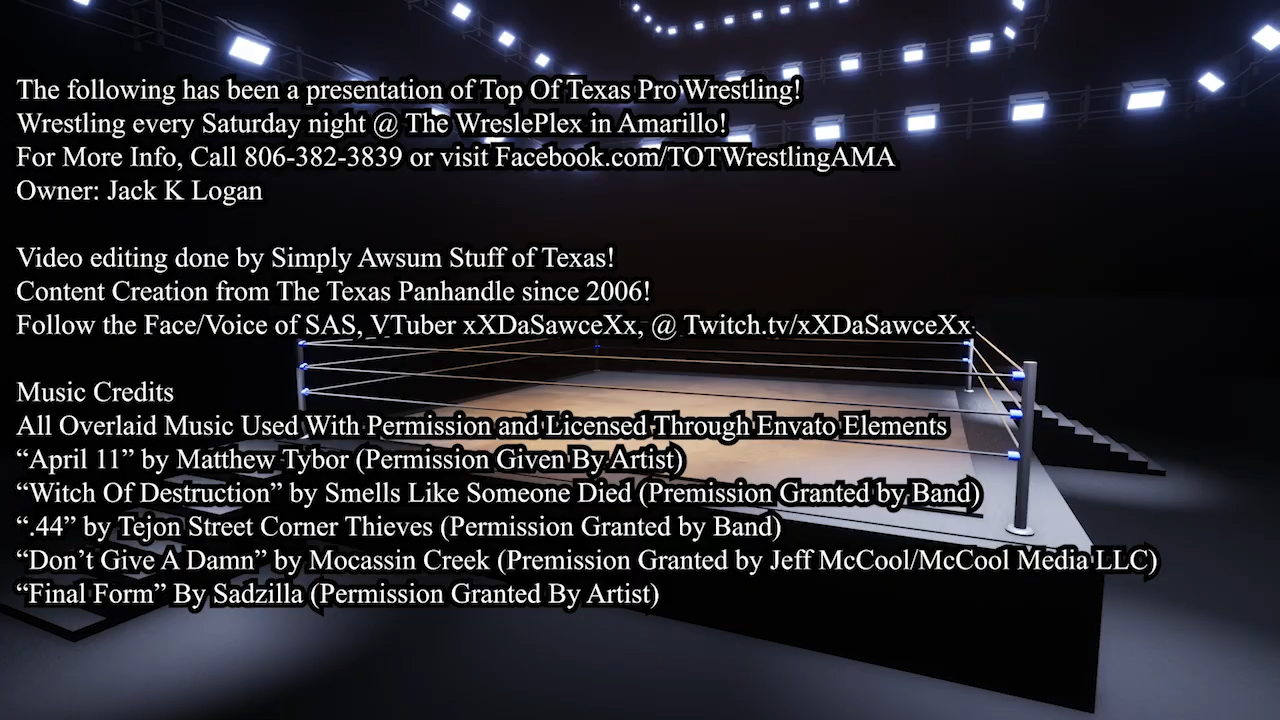 The following has been a presentation of Top Of Texas Pro Wrestling!
Wrestling every Saturday night @ The WreslePlex in Amarillo!
For More Info, Call 806-382-3839 or visit Facebook.com/TOTWrestlingAMA
Owner: Jack K Logan
Video editing done by Simply Awsum Stuff of Texas!
Content Creation from The Texas Panhandle since 2006!
Follow the Face/Voice of SAS, VTuber xXDaSawceXx, @ Twitch.tv/xXDaSawceXx
Music Credits
All Overlaid Music Used With Permission and Licensed Through Envato Elements
“April 11” by Matthew Tybor (Permission Given By Artist)
“Witch Of Destruction” by Smells Like Someone Died (Premission Granted by Band)
“.44” by Tejon Street Corner Thieves (Permission Granted by Band)
“Don’t Give A Damn” by Mocassin Creek (Premission Granted by Jeff McCool/McCool Media LLC)
“Final Form” By Sadzilla (Permission Granted By Artist)